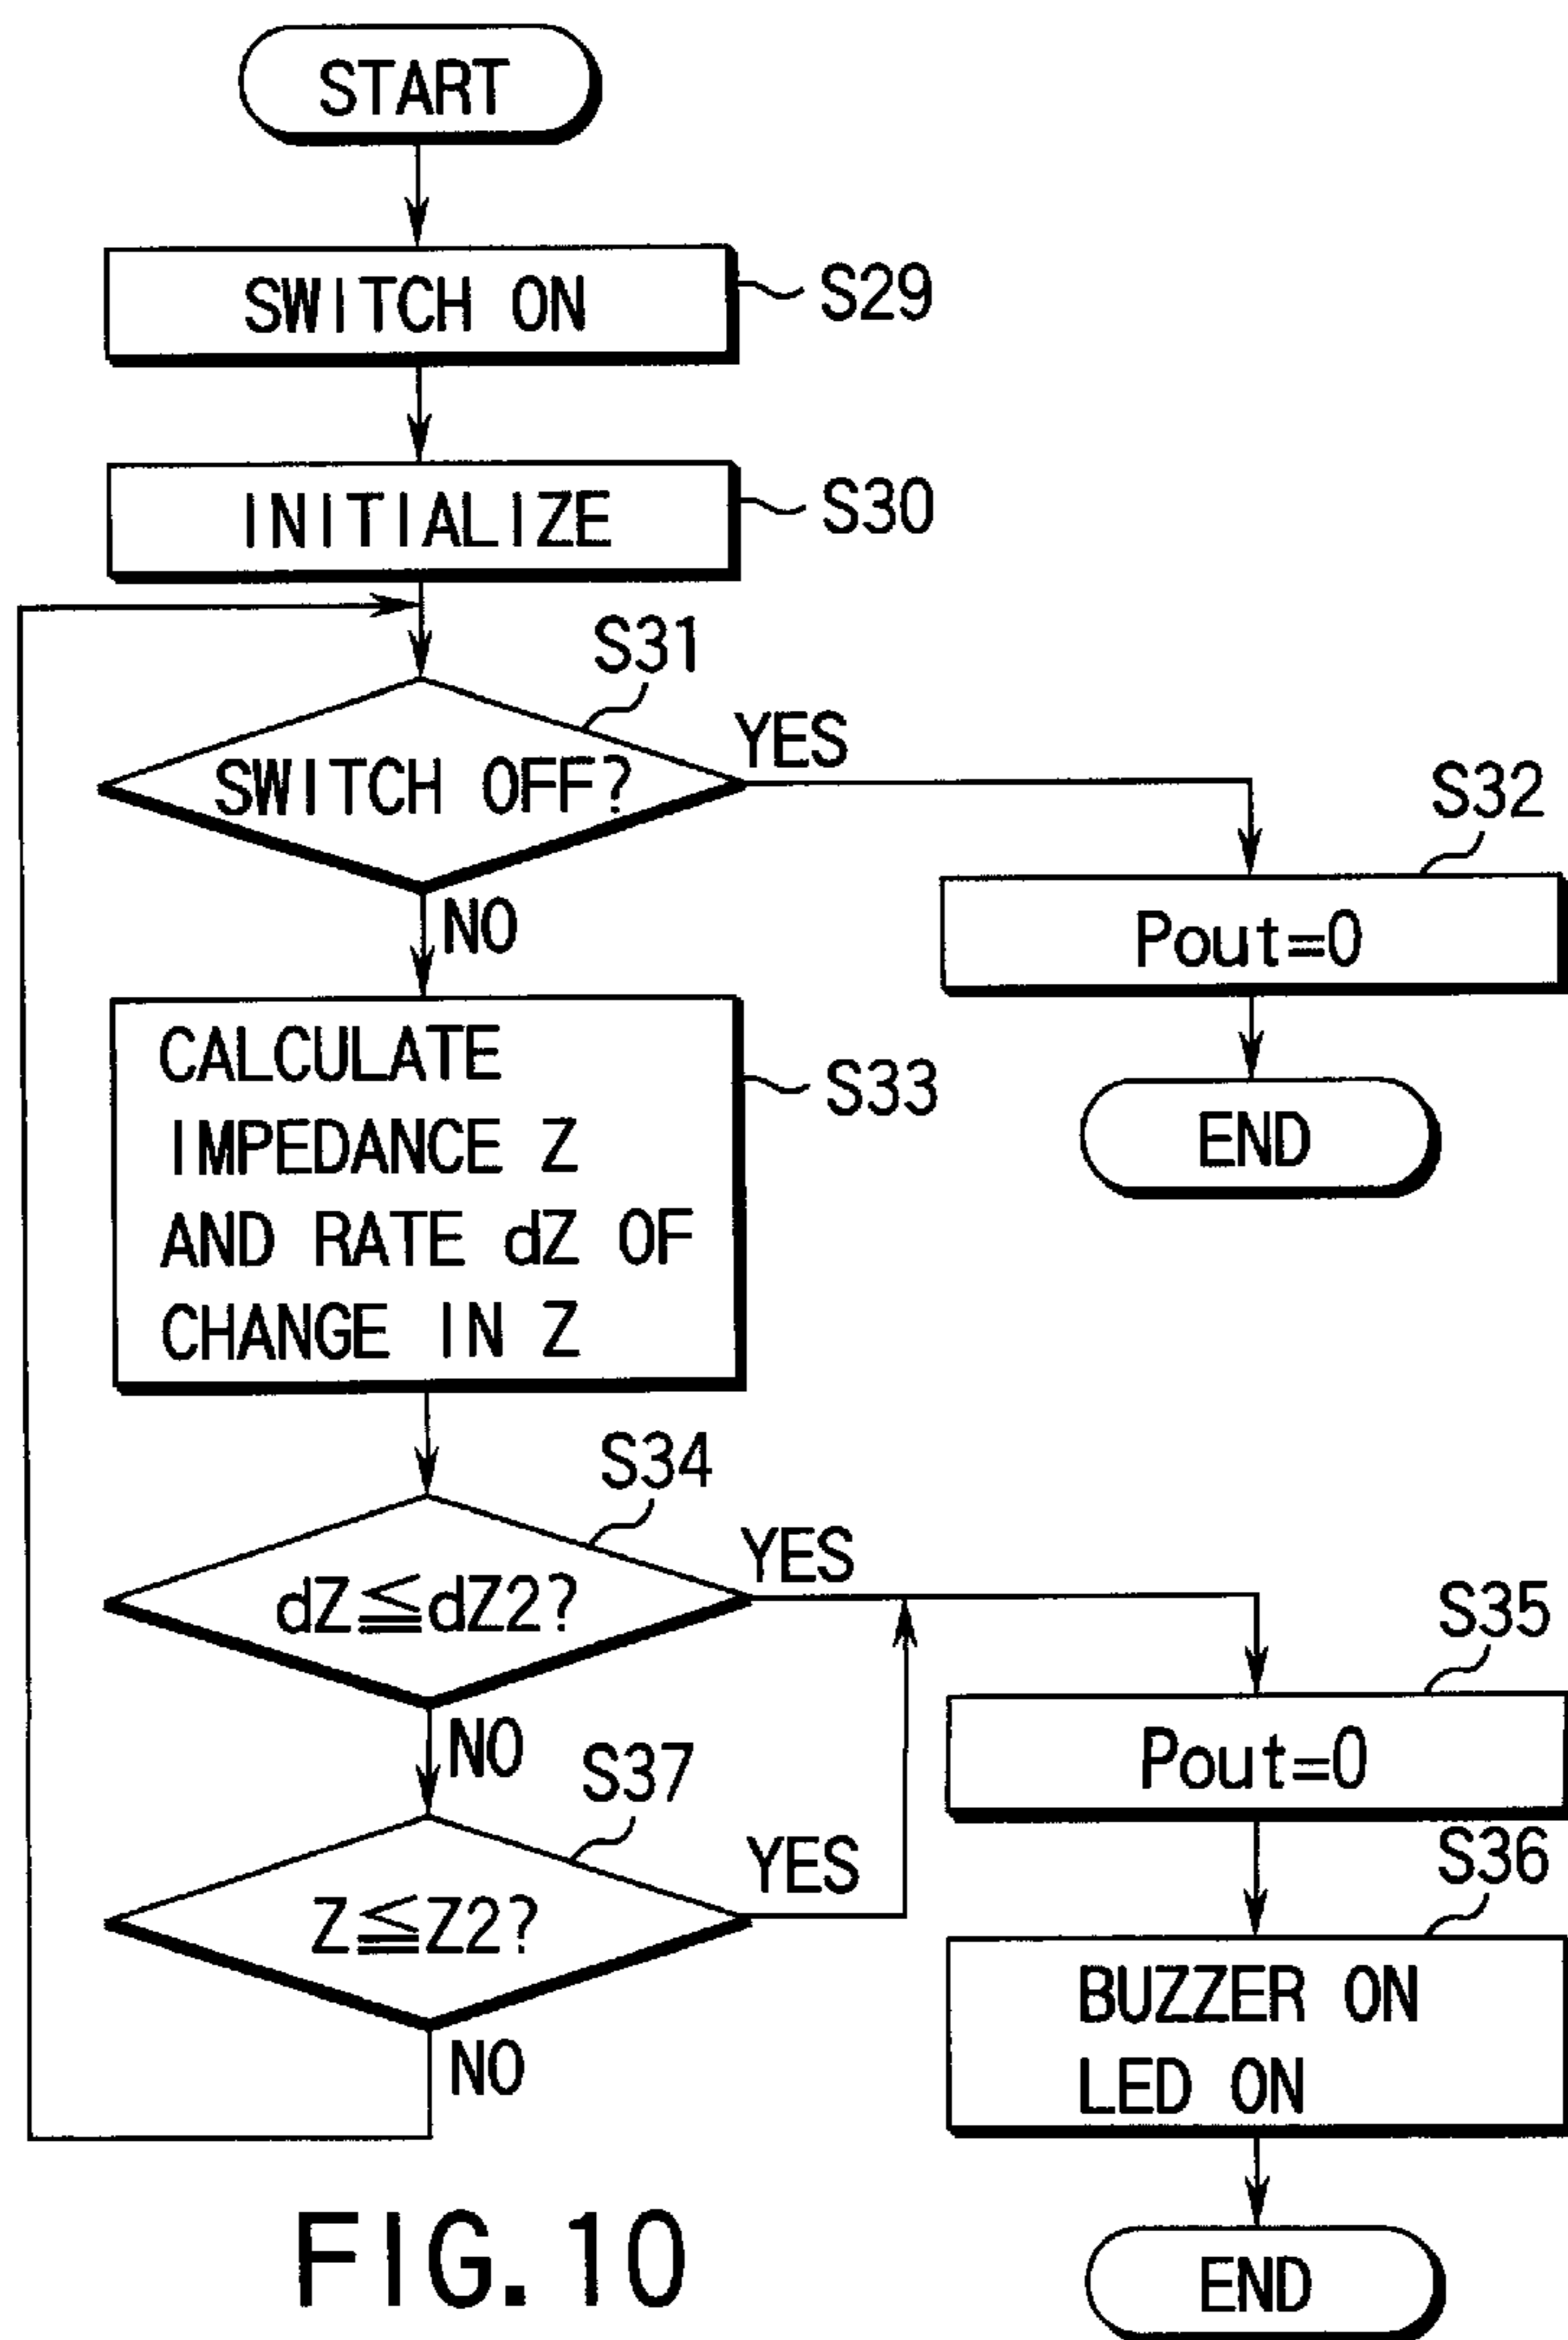 START
SWITCH ON
S29
INITIALIZE
S30
S31
SWITCH OFF?
YES
NO
S32
Pout=0
END
CALCULATE
IMPEDANCE Z
AND RATE dZ OF
CHANGE IN Z
S33
S34
dZ≦dZ2?
YES
NO
S35
Pout=0
S37
Z≦Z2?
YES
NO
S36
BUZZER ON
LED ON
END
FIG. 10